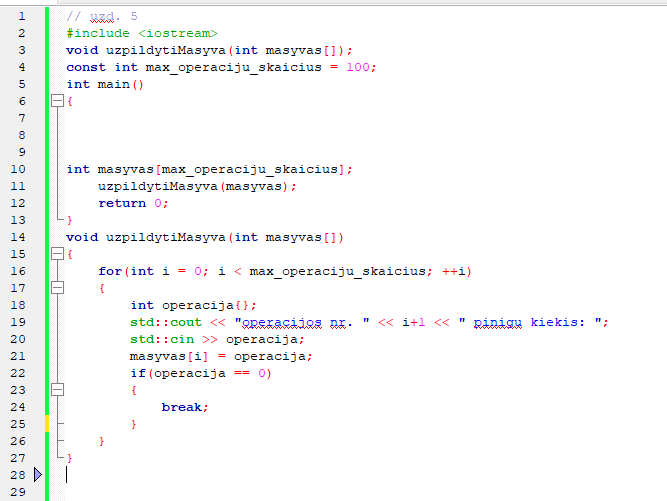 1 // uzd. 5
2 #include <iostream>
3 void uzpildytiMasyva(int masyvas[]);
4 const int max_operaciju_skaicius = 100;
5 int main()
6 {
7
8
9
10 int masyvas[max_operaciju_skaicius];
11     uzpildytiMasyva(masyvas);
12     return 0;
13 }
14 void uzpildytiMasyva(int masyvas[])
15 {
16     for(int i = 0; i < max_operaciju_skaicius; ++i)
17     {
18         int operacija{};
19         std::cout << "operacijos nr. " << i+1 << " pinigu kiekis: ";
20         std::cin >> operacija;
21         masyvas[i] = operacija;
22         if(operacija == 0)
23         {
24             break;
25         }
26     }
27 }
28
29